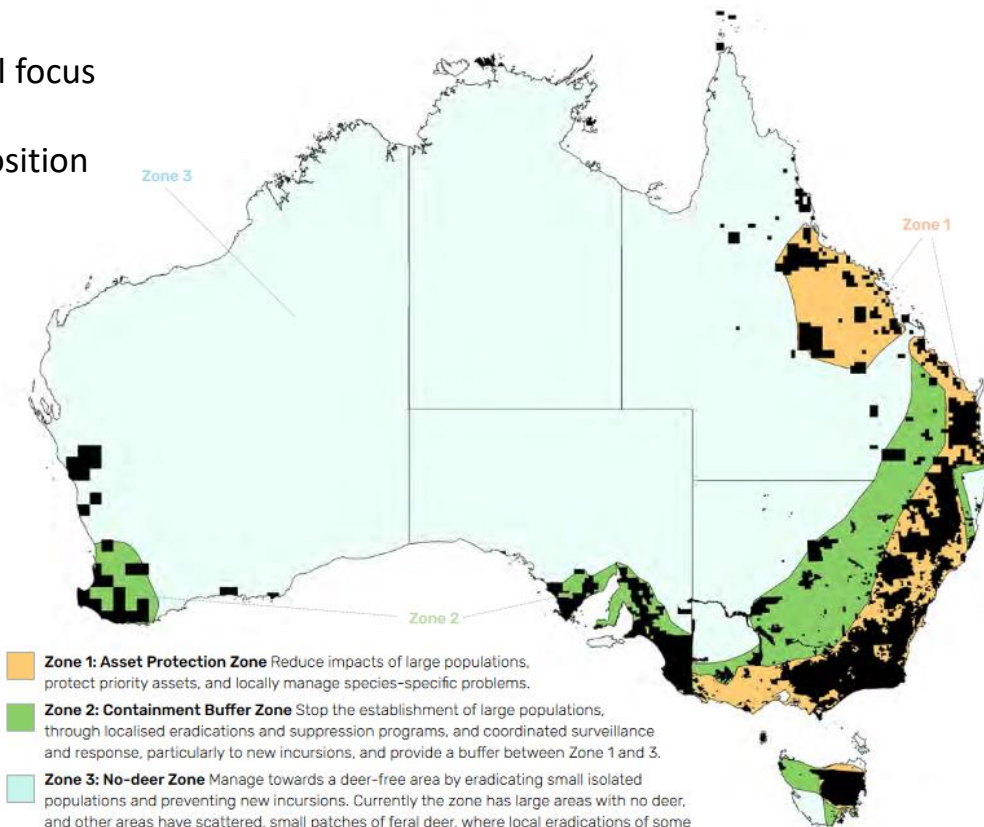 l focus
osition
Zone 3
Zone 1
Zone 2
Zone 1: Asset Protection Zone Reduce impacts of large populations,
protect priority assets, and locally manage species-specific problems.
Zone 2: Containment Buffer Zone Stop the establishment of large populations,
through localised eradications and suppression programs, and coordinated surveillance
and response, particularly to new incursions, and provide a buffer between Zone 1 and 3.
Zone 3: No-deer Zone Manage towards a deer-free area by eradicating small isolated
populations and preventing new incursions. Currently the zone has large areas with no deer,
and other areas have scattered, small patches of feral deer, where local eradications of some